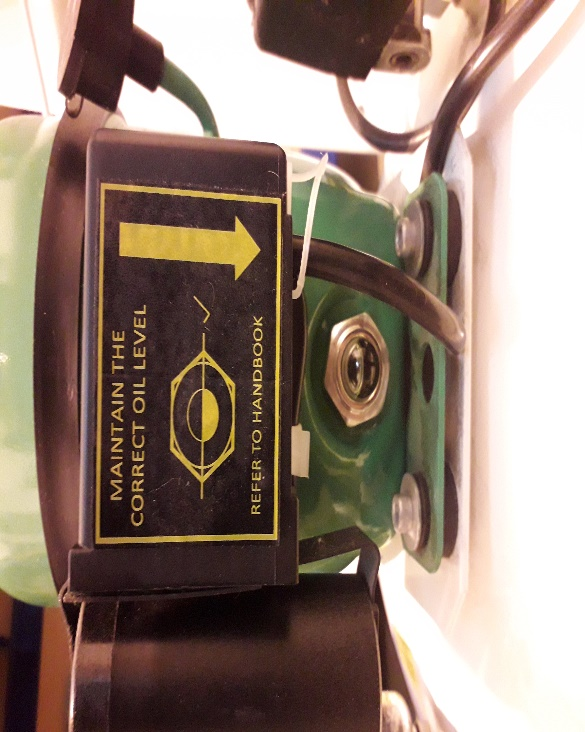 MAINTAIN THE
CORRECT OIL LEVEL
REFER TO HANDBOOK